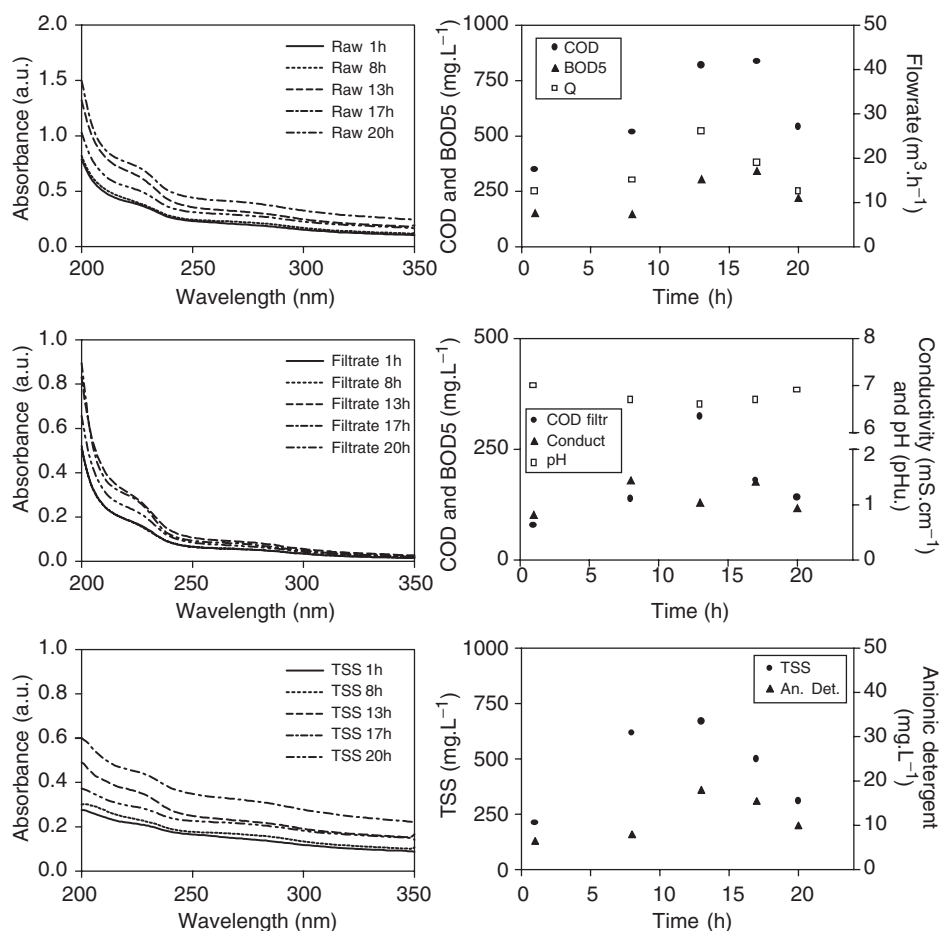 2.0
1.5
1.0
0.5
0.0
Absorbance (a.u.)
Raw 1h
Raw 8h
Raw 13h
Raw 17h
Raw 20h
200
250
300
350
Wavelength (nm)
1000
750
500
250
0
COD and BOD5 (mg.L⁻¹)
COD
BOD5
Q
50
40
30
20
10
0
Flowrate (m³.h⁻¹)
0
5
10
15
20
Time (h)
1.0
0.8
0.6
0.4
0.2
0.0
Absorbance (a.u.)
Filtrate 1h
Filtrate 8h
Filtrate 13h
Filtrate 17h
Filtrate 20h
200
250
300
350
Wavelength (nm)
500
250
0
COD and BOD5 (mg.L⁻¹)
COD filtr
Conduct
pH
8
7
6
2
1
0
Conductivity (mS.cm⁻¹)
and pH (pHu.)
0
5
10
15
20
Time (h)
1.0
0.8
0.6
0.4
0.2
0.0
Absorbance (a.u.)
TSS 1h
TSS 8h
TSS 13h
TSS 17h
TSS 20h
200
250
300
350
Wavelength (nm)
1000
750
500
250
0
TSS (mg.L⁻¹)
TSS
An. Det.
50
40
30
20
10
0
Anionic detergent
(mg.L⁻¹)
0
5
10
15
20
Time (h)